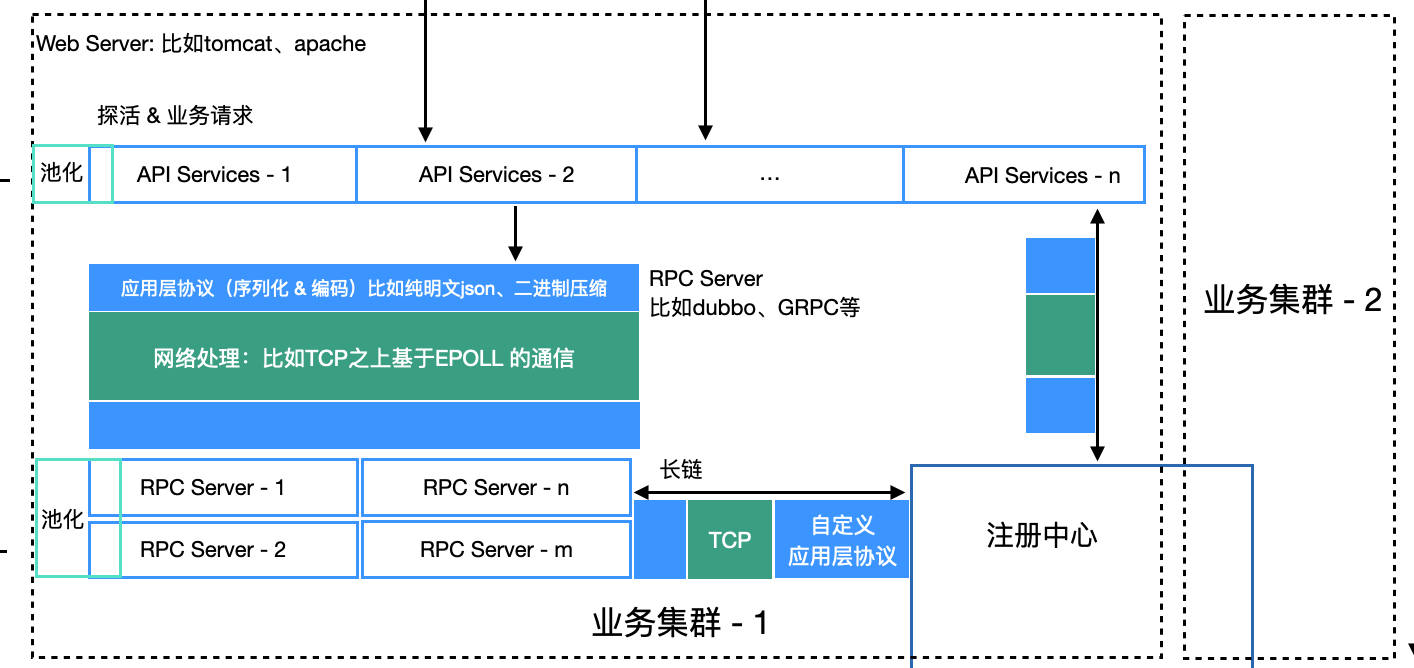 Web Server: 比如tomcat、apache
探活 & 业务请求
池化
API Services - 1
API Services - 2
...
API Services - n
应用层协议（序列化 & 编码）比如纯明文json、二进制压缩
RPC Server
比如dubbo、GRPC等
网络处理：比如TCP之上基于EPOLL 的通信
业务集群 - 2
池化
RPC Server - 1
RPC Server - n
RPC Server - 2
RPC Server - m
长链
TCP
自定义
应用层协议
注册中心
业务集群 - 1